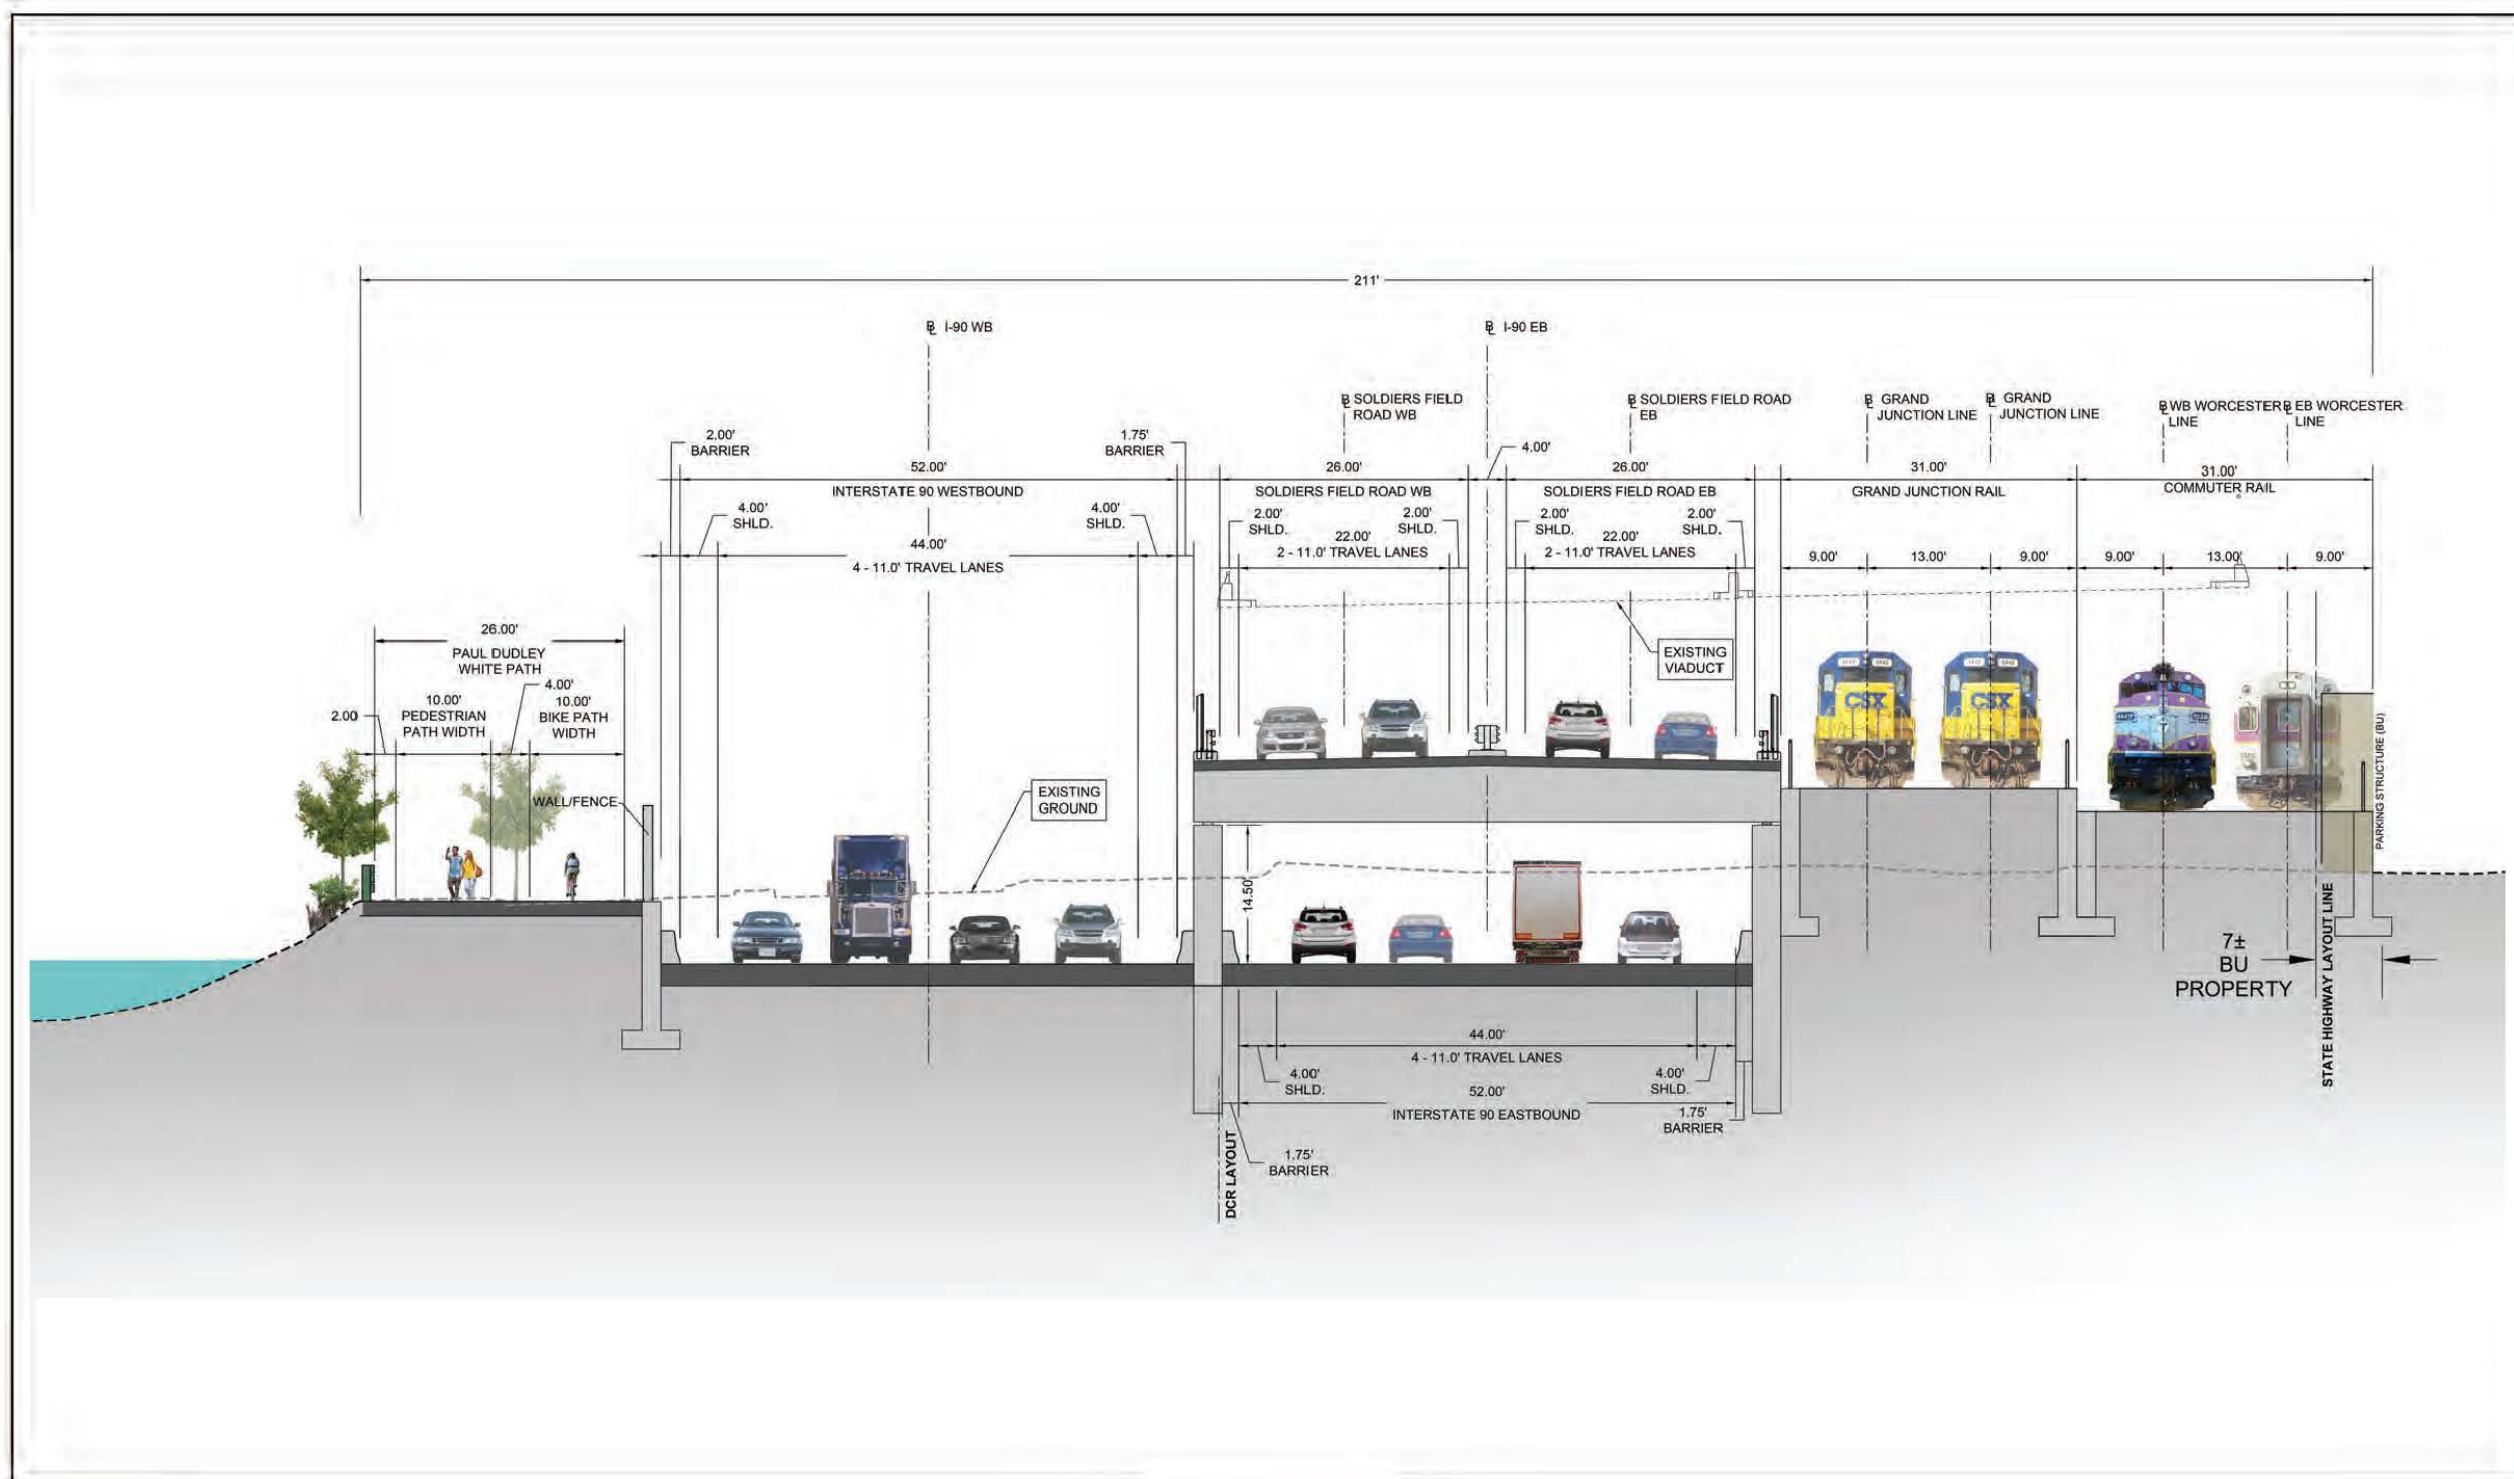 211'
℄ I-90 WB
℄ I-90 EB
℄ SOLDIERS FIELD
ROAD WB
℄ SOLDIERS FIELD ROAD
EB
℄ GRAND
JUNCTION LINE
℄ GRAND
JUNCTION LINE
℄ WB WORCESTER
LINE
℄ EB WORCESTER
LINE
2.00'
BARRIER
1.75'
BARRIER
4.00'
52.00'
INTERSTATE 90 WESTBOUND
26.00'
SOLDIERS FIELD ROAD WB
26.00'
SOLDIERS FIELD ROAD EB
31.00'
GRAND JUNCTION RAIL
31.00'
COMMUTER RAIL
4.00'
SHLD.
4.00'
SHLD.
44.00'
4 - 11.0' TRAVEL LANES
2.00'
SHLD.
2.00'
SHLD.
22.00'
2 - 11.0' TRAVEL LANES
2.00'
SHLD.
2.00'
SHLD.
22.00'
2 - 11.0' TRAVEL LANES
9.00'
13.00'
9.00'
9.00'
13.00'
9.00'
26.00'
PAUL DUDLEY
WHITE PATH
4.00'
2.00
10.00'
PEDESTRIAN
PATH WIDTH
10.00'
BIKE PATH
WIDTH
EXISTING
VIADUCT
CSX
CSX
WALL/FENCE
EXISTING
GROUND
14.50'
PARKING STRUCTURE (BU)
7±
BU
PROPERTY
STATE HIGHWAY LAYOUT LINE
44.00'
4 - 11.0' TRAVEL LANES
4.00'
SHLD.
4.00'
SHLD.
52.00'
INTERSTATE 90 EASTBOUND
1.75'
BARRIER
1.75'
BARRIER
DCR LAYOUT